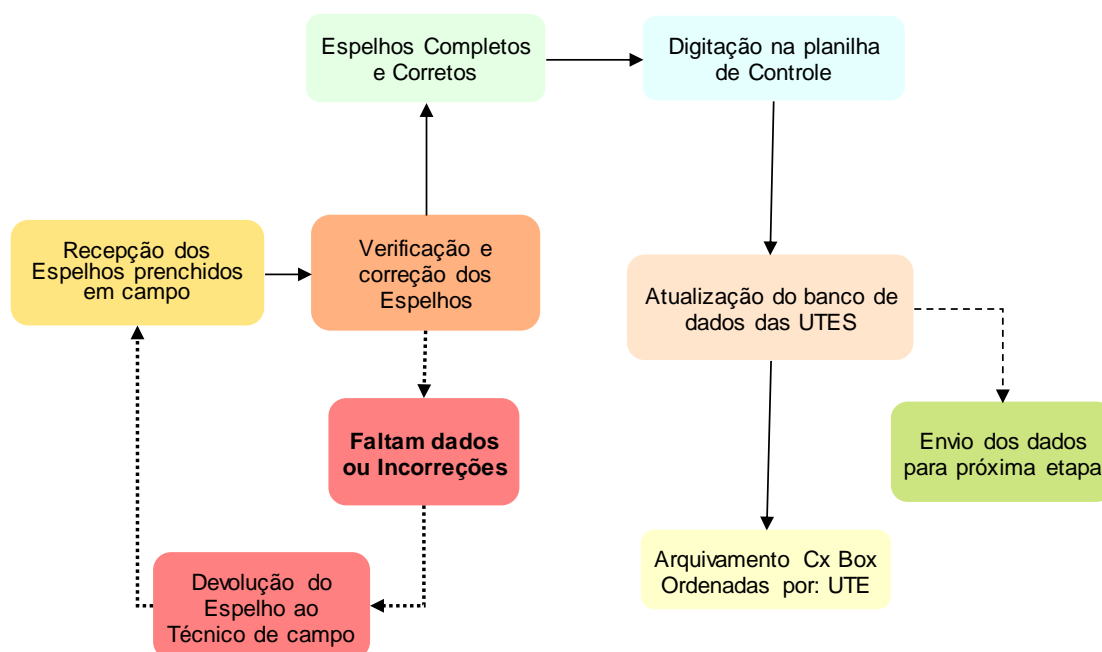 Espelhos Completos
e Corretos
Digitação na planilha
de Controle
Recepção dos
Espelhos prenchidos
em campo
Verificação e
correção dos
Espelhos
Atualização do banco de
dados das UTES
Faltam dados
ou Incorreções
Envio dos dados
para próxima etapa
Devolução do
Espelho ao
Técnico de campo
Arquivamento Cx Box
Ordenadas por: UTE